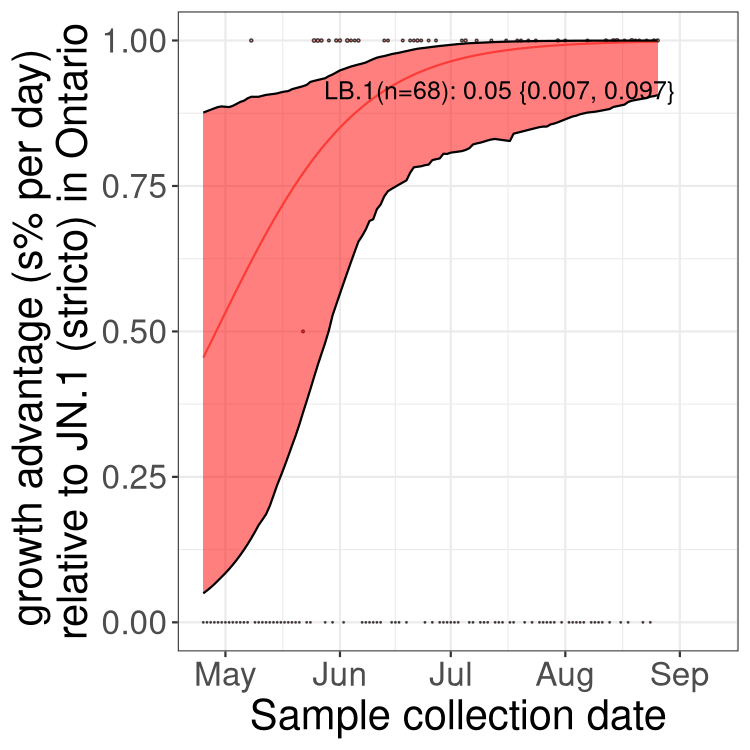 growth advantage (s% per day)
relative to JN.1 (stricto) in Ontario
1.00
0.75
0.50
0.25
0.00
LB.1(n=68): 0.05 {0.007, 0.097}
May Jun Jul Aug Sep
Sample collection date